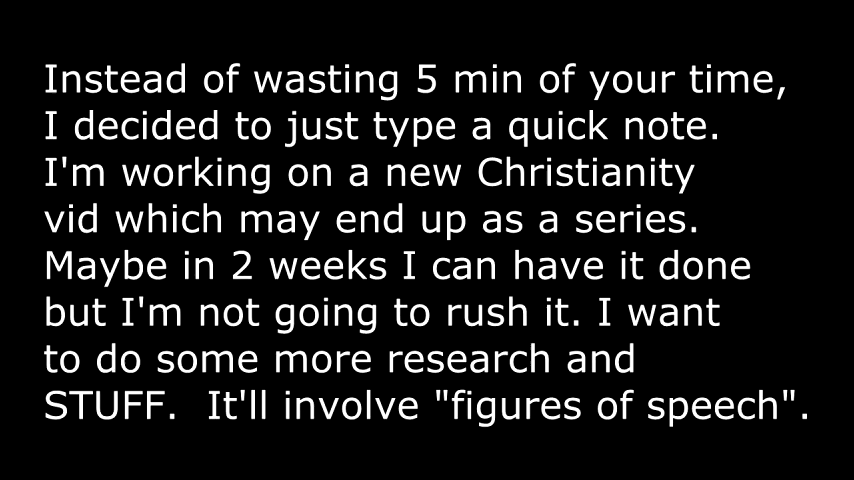 Instead of wasting 5 min of your time,
I decided to just type a quick note.
I'm working on a new Christianity
vid which may end up as a series.
Maybe in 2 weeks I can have it done
but I'm not going to rush it. I want
to do some more research and
STUFF.  It'll involve "figures of speech".